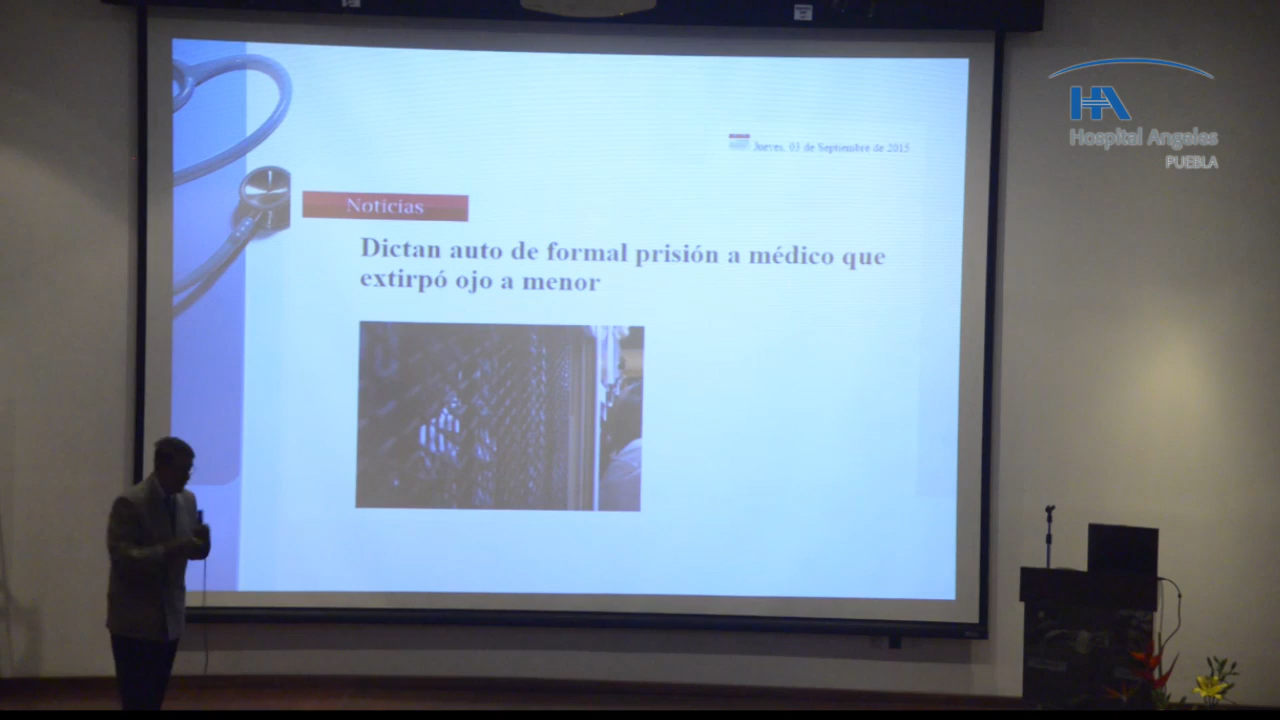 Jueves, 03 de Septiembre de 2015
Noticias
Dictan auto de formal prisión a médico que
extirpó ojo a menor
HA
Hospital Angeles
PUEBLA